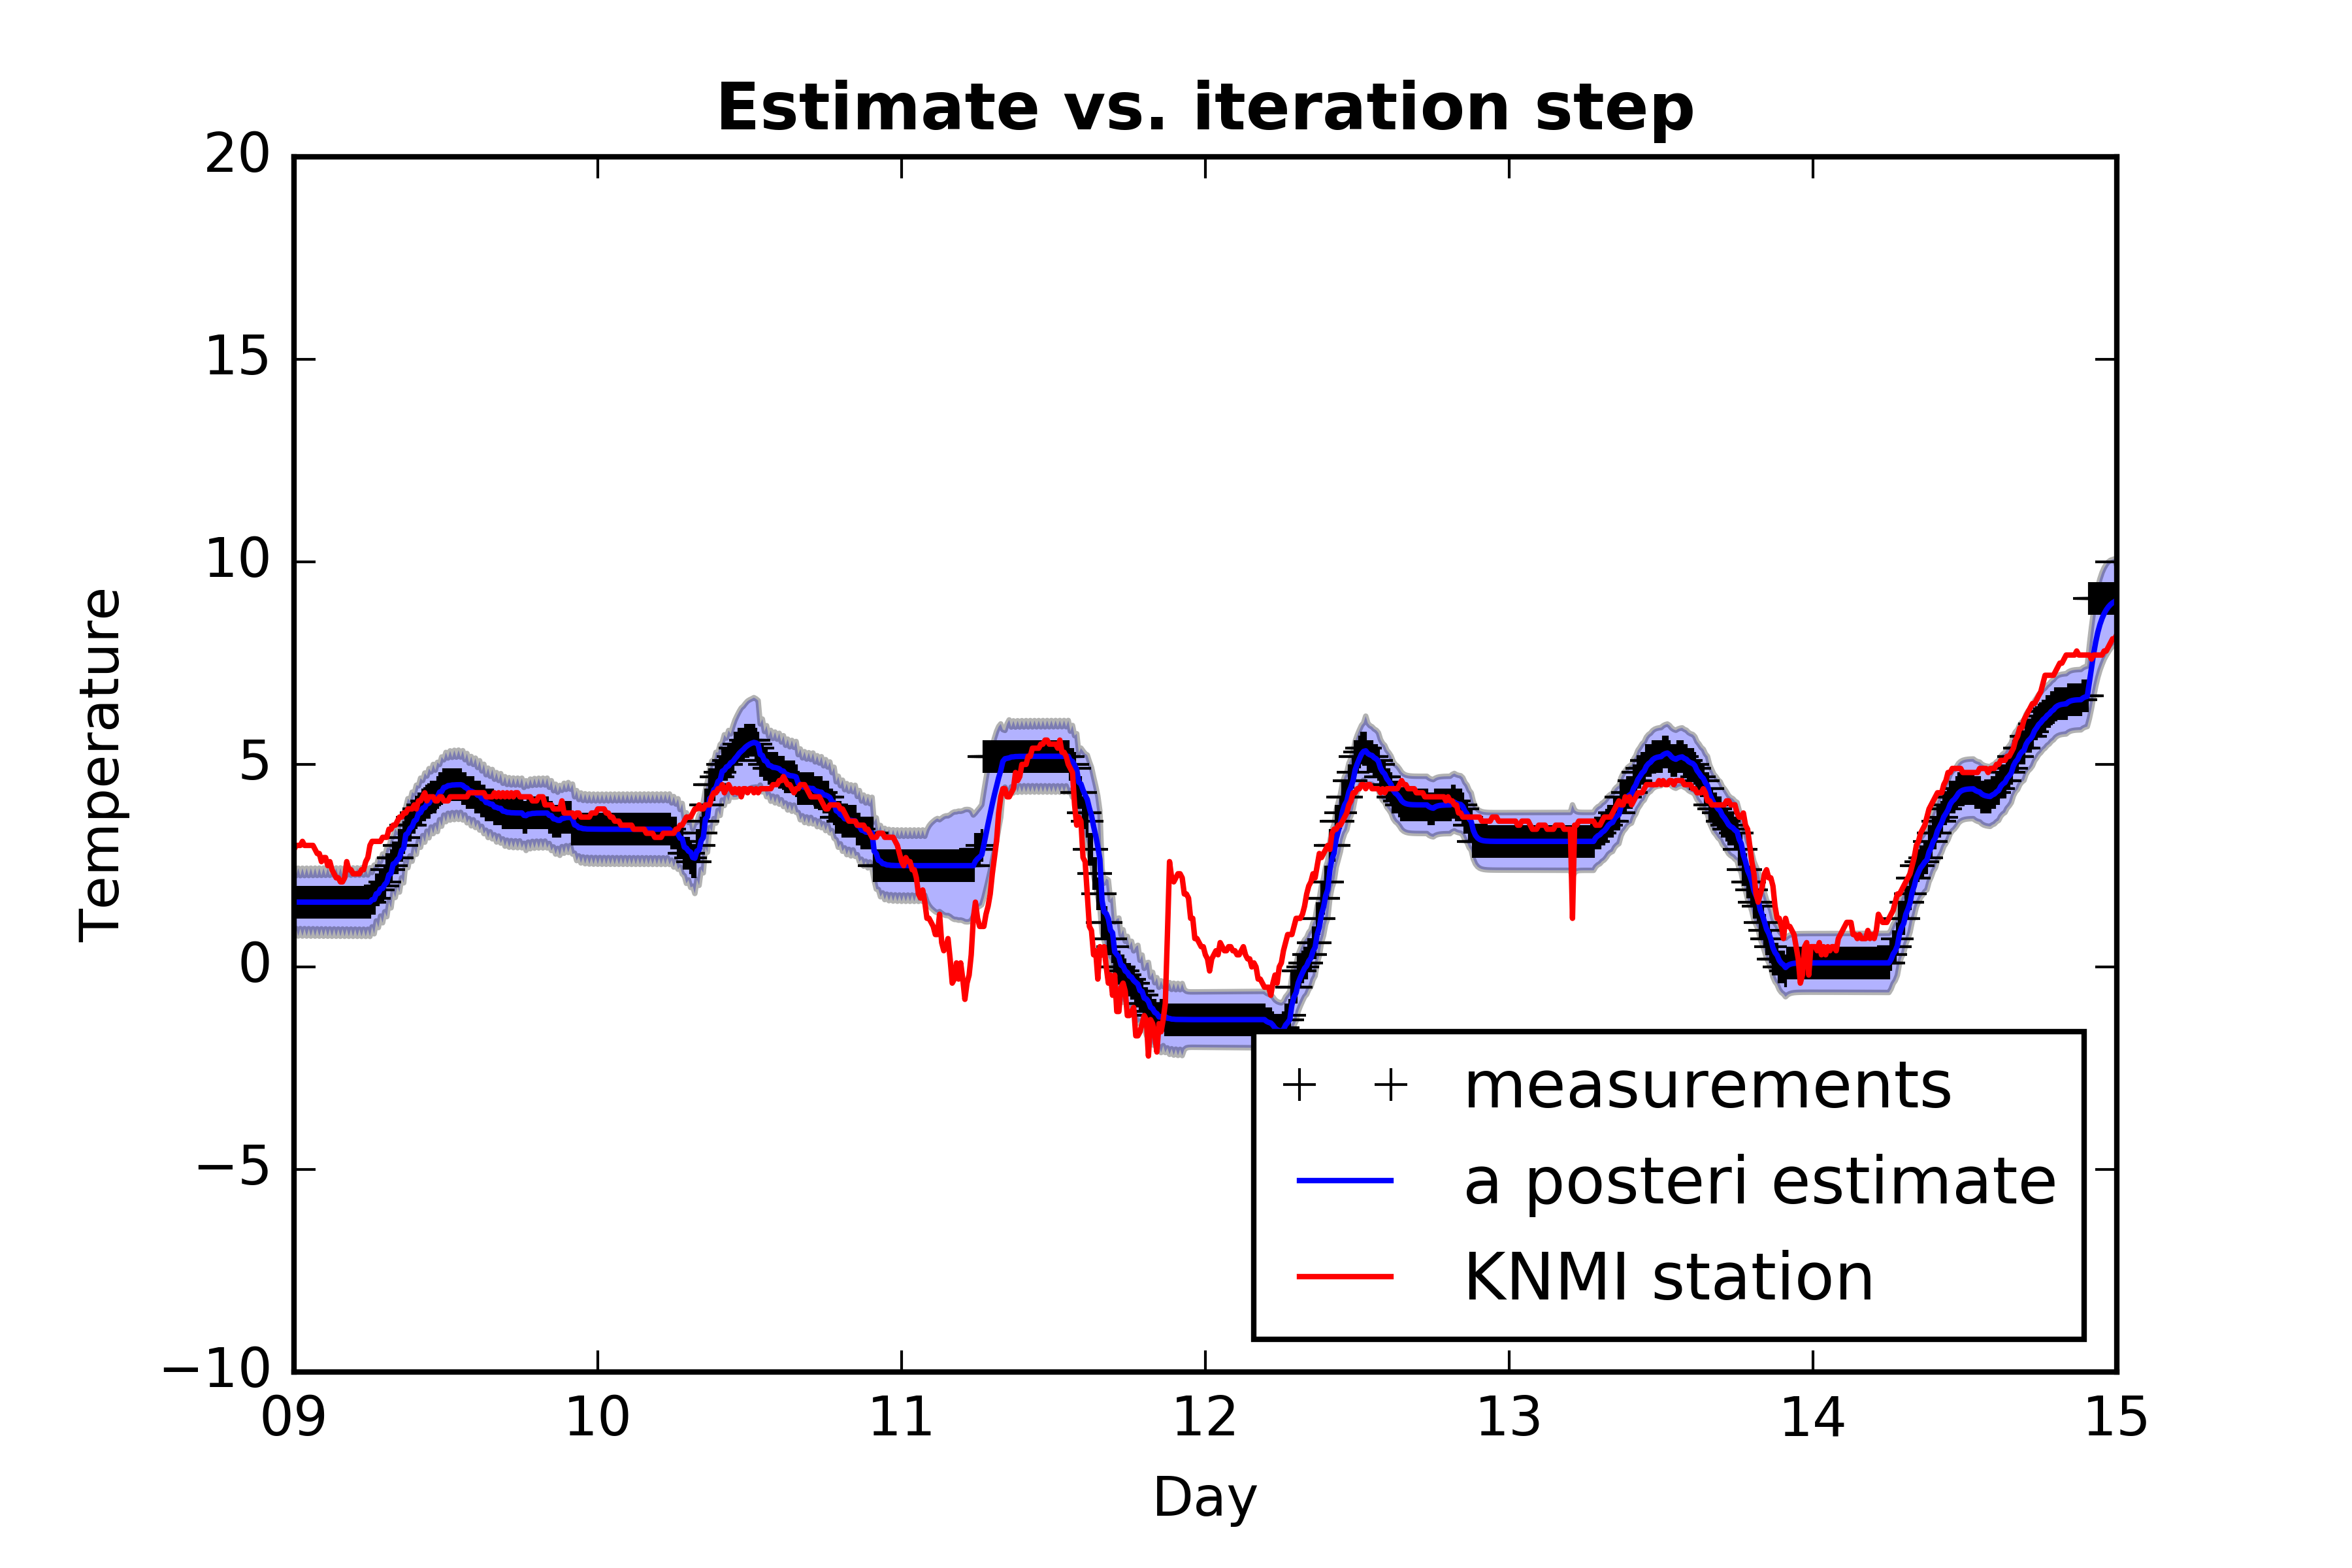 Estimate vs. iteration step
20
15
10
5
0
−5
−10
Temperature
measurements
a posteri estimate
KNMI station
09 10 11 12 13 14 15
Day